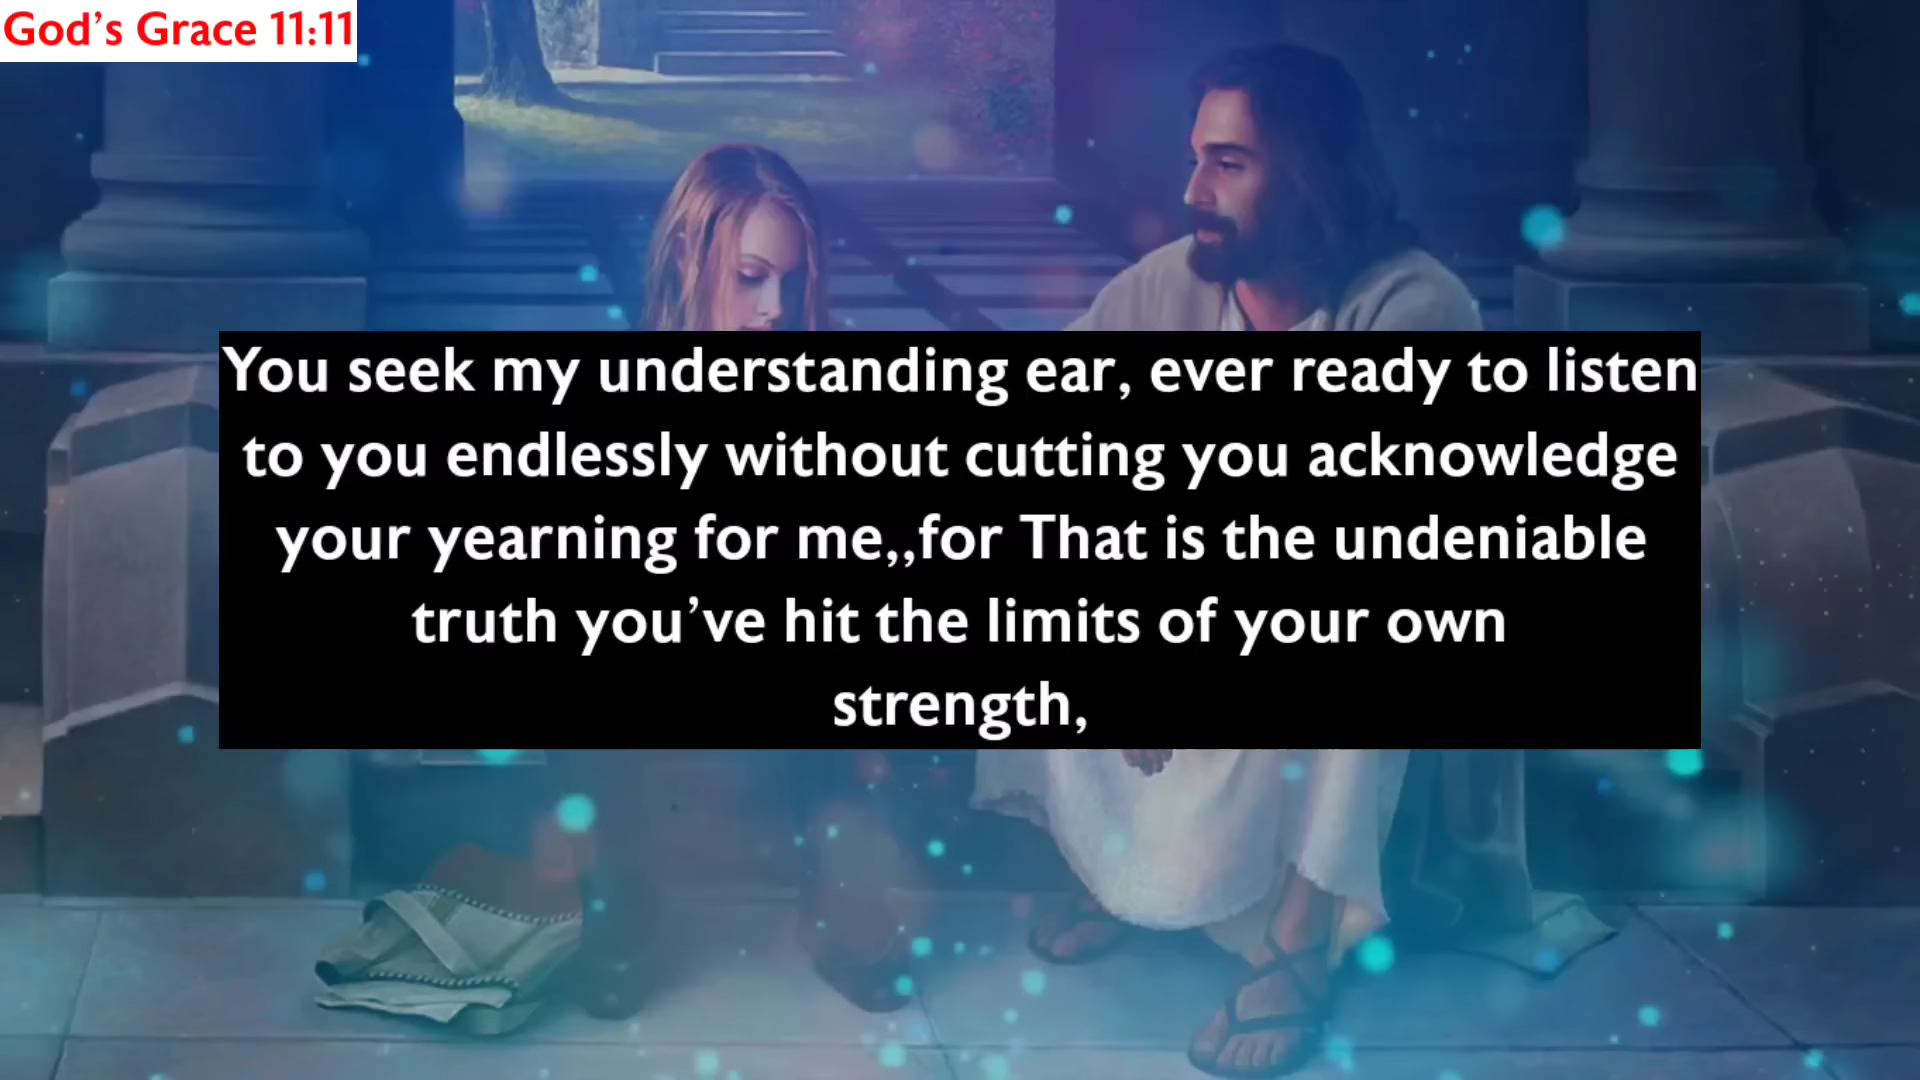 God’s Grace 11:11
You seek my understanding ear, ever ready to listen
to you endlessly without cutting you acknowledge
your yearning for me,,for That is the undeniable
truth you’ve hit the limits of your own
strength,